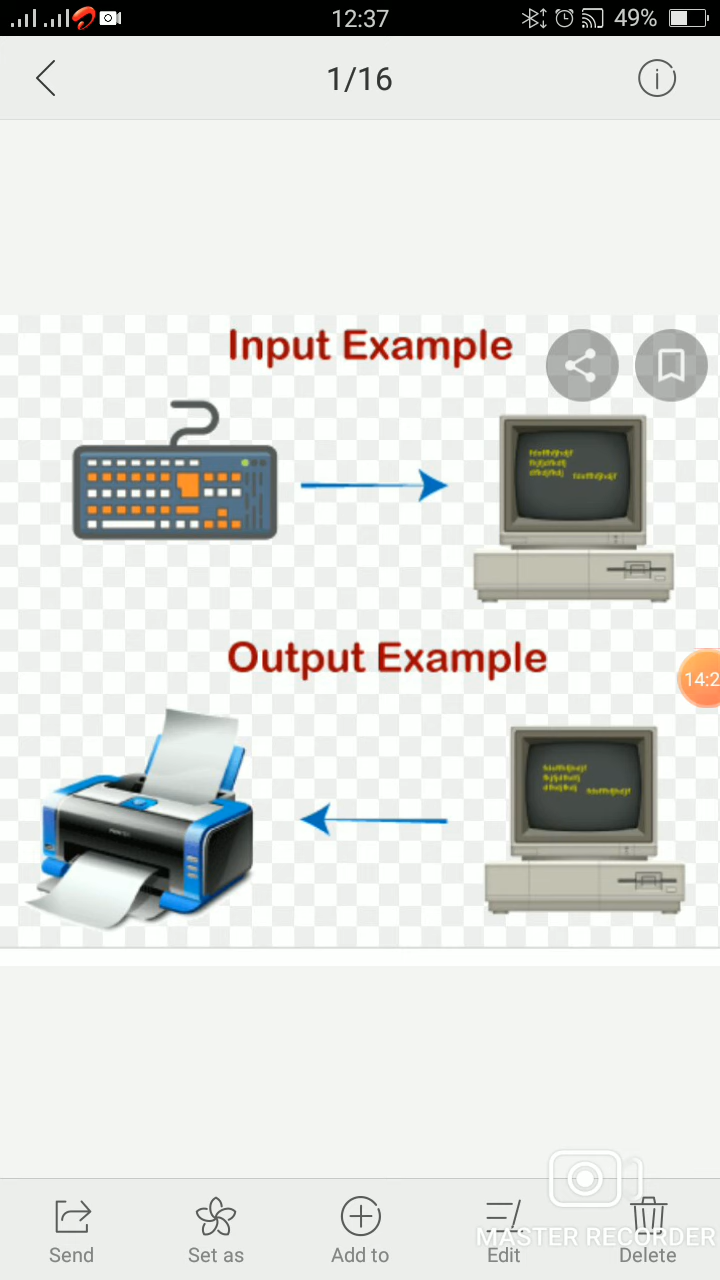 12:37
49%
1/16
Input Example
Output Example
14:2
MASTER RECORDER
Send
Set as
Add to
Edit
Delete